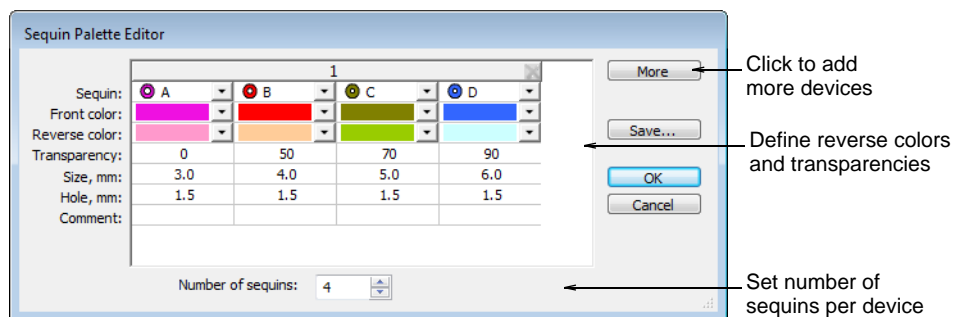 Sequin Palette Editor
1
More
Click to add
more devices
Sequin: A B C D
Front color:
Reverse color:
Save...
Define reverse colors
and transparencies
Transparency: 0 50 70 90
Size, mm: 3.0 4.0 5.0 6.0
OK
Hole, mm: 1.5 1.5 1.5 1.5
Cancel
Comment:
Number of sequins: 4
Set number of
sequins per device